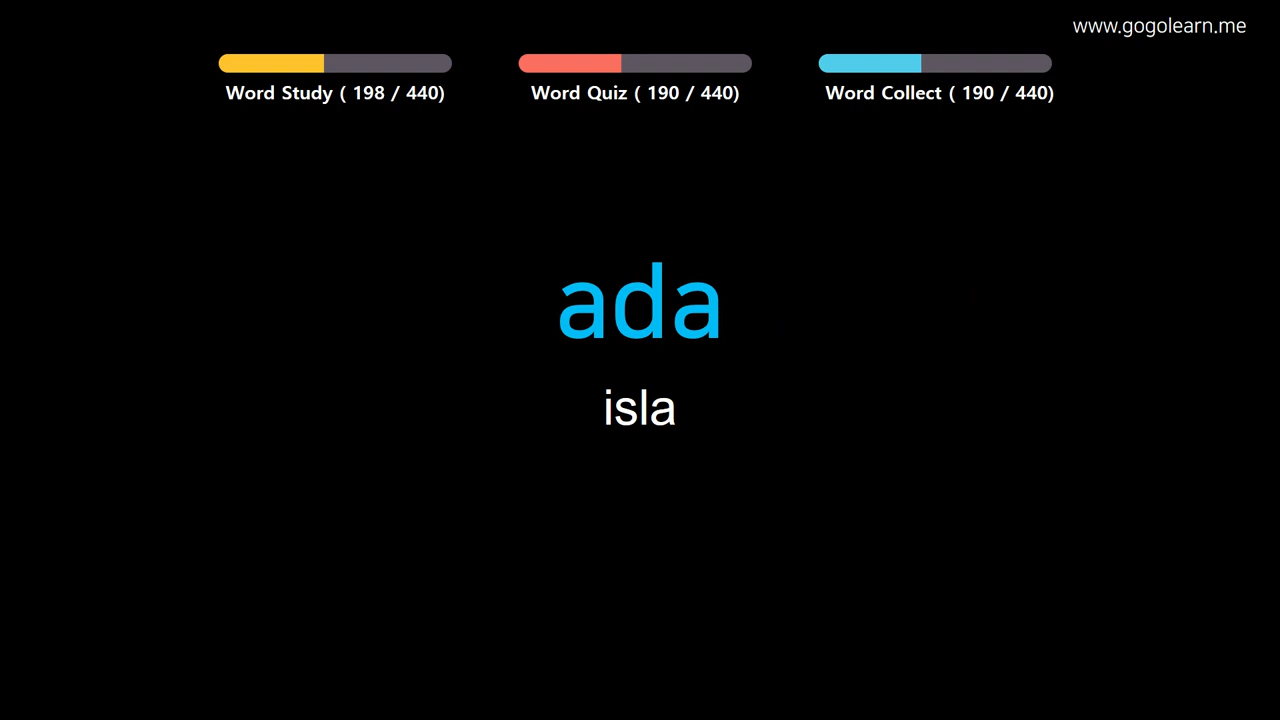 www.gogolearn.me
Word Study ( 198 / 440)
Word Quiz ( 190 / 440)
Word Collect ( 190 / 440)
ada
isla